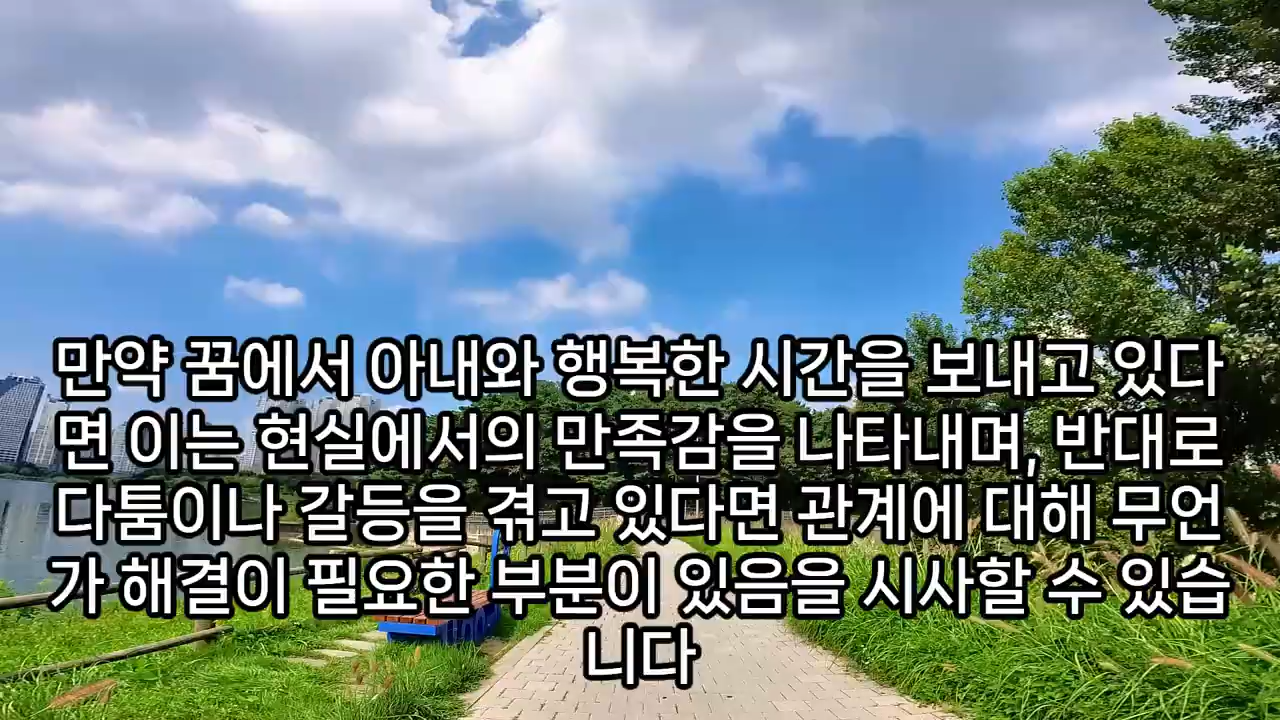 만약 꿈에서 아내와 행복한 시간을 보내고 있다
면 이는 현실에서의 만족감을 나타내며, 반대로
다툼이나 갈등을 겪고 있다면 관계에 대해 무언
가 해결이 필요한 부분이 있음을 시사할 수 있습
니다